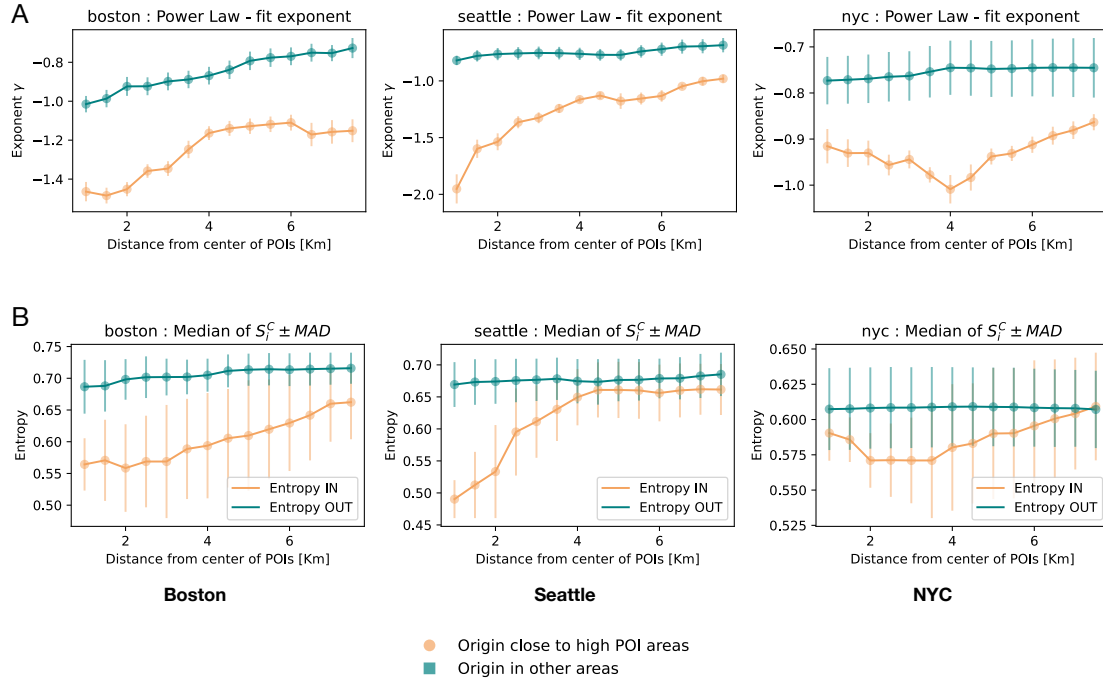 A
boston : Power Law - fit exponent
seattle : Power Law - fit exponent
nyc : Power Law - fit exponent
Exponent γ
−0.8
−1.0
−1.2
−1.4
2
4
6
Distance from center of POIs [Km]
Exponent γ
−0.5
−1.0
−1.5
−2.0
2
4
6
Distance from center of POIs [Km]
Exponent γ
−0.7
−0.8
−0.9
−1.0
2
4
6
Distance from center of POIs [Km]
B
boston : Median of $S_i^C \pm MAD$
seattle : Median of $S_i^C \pm MAD$
nyc : Median of $S_i^C \pm MAD$
Entropy
0.75
0.70
0.65
0.60
0.55
0.50
Entropy IN
Entropy OUT
2
4
6
Distance from center of POIs [Km]
Entropy
0.70
0.65
0.60
0.55
0.50
0.45
Entropy IN
Entropy OUT
2
4
6
Distance from center of POIs [Km]
Entropy
0.650
0.625
0.600
0.575
0.550
0.525
Entropy IN
Entropy OUT
2
4
6
Distance from center of POIs [Km]
Boston
Seattle
NYC
Origin close to high POI areas
Origin in other areas